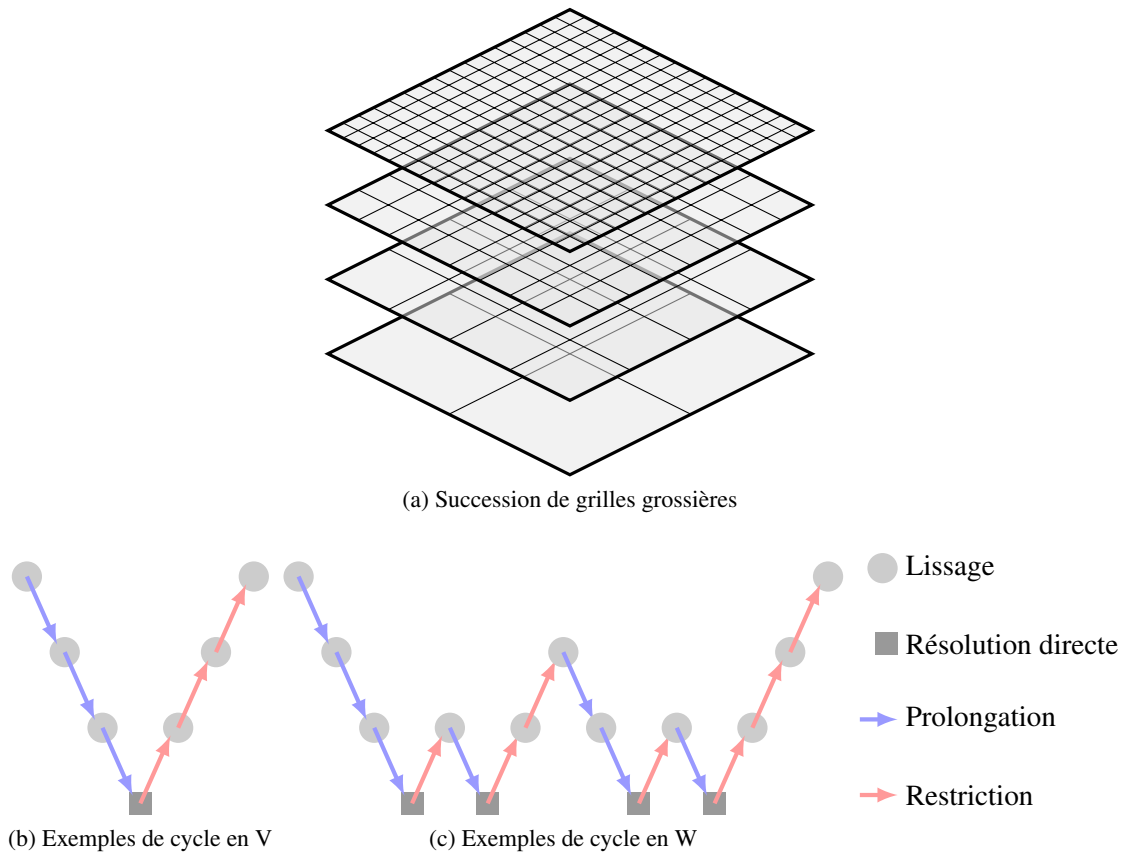 (a) Succession de grilles grossières
Lissage
Résolution directe
Prolongation
Restriction
(b) Exemples de cycle en V
(c) Exemples de cycle en W